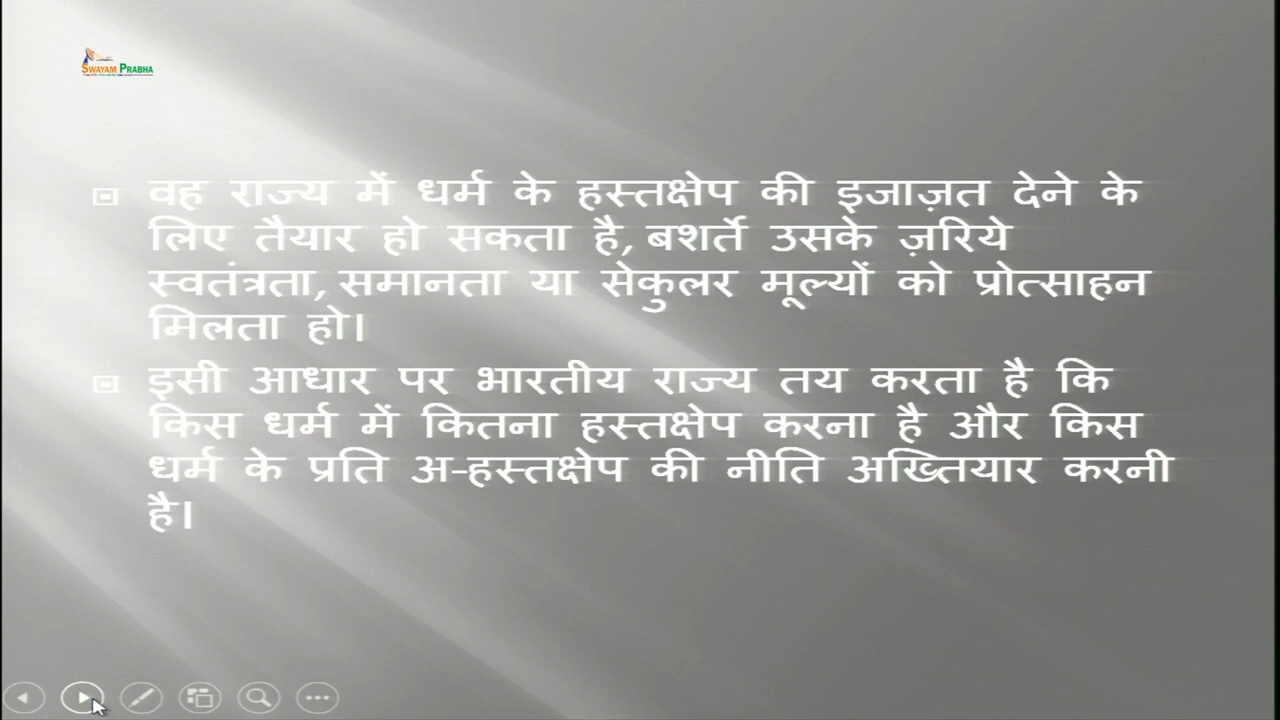 SWAYAM PRABHA
वह राज्य में धर्म के हस्तक्षेप की इजाज़त देने के
लिए तैयार हो सकता है, बशर्ते उसके ज़रिये
स्वतंत्रता, समानता या सेकुलर मूल्यों को प्रोत्साहन
मिलता हो।
इसी आधार पर भारतीय राज्य तय करता है कि
किस धर्म में कितना हस्तक्षेप करना है और किस
धर्म के प्रति अ-हस्तक्षेप की नीति अख्तियार करनी
है।